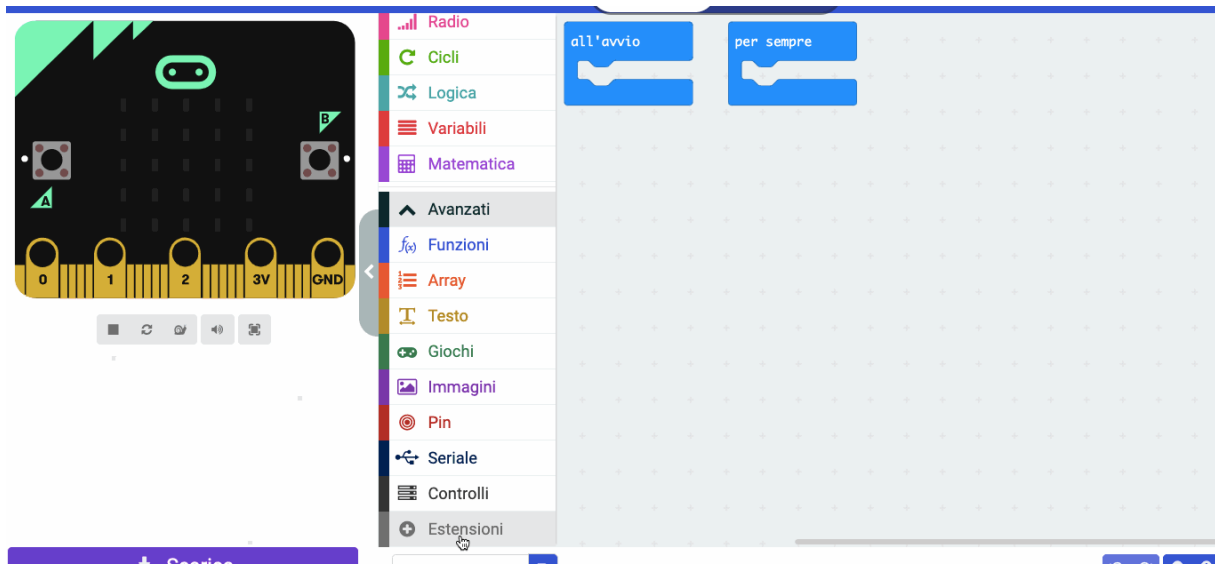 Radio
Cicli
Logica
Variabili
Matematica
Avanzati
f(x) Funzioni
Array
Testo
Giochi
Immagini
Pin
Seriale
Controlli
Estensioni
all'avvio
per sempre
B
A
0 1 2 3V GND
Scarica